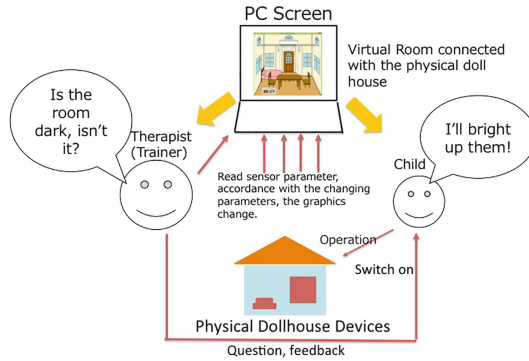 PC Screen
Virtual Room connected
with the physical doll
house
Is the
room
dark, isn't
it?
Therapist
(Trainer)
I'll bright
up them!
Child
Read sensor parameter,
accordance with the changing
parameters, the graphics
change.
Operation
Switch on
Physical Dollhouse Devices
Question, feedback